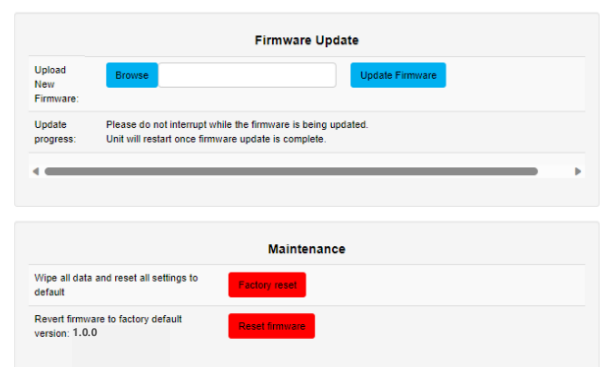 Firmware Update
Upload
New
Firmware:
Browse
Update Firmware
Update
progress:
Please do not interrupt while the firmware is being updated.
Unit will restart once firmware update is complete.
Maintenance
Wipe all data and reset all settings to
default
Factory reset
Revert firmware to factory default
version: 1.0.0
Reset firmware